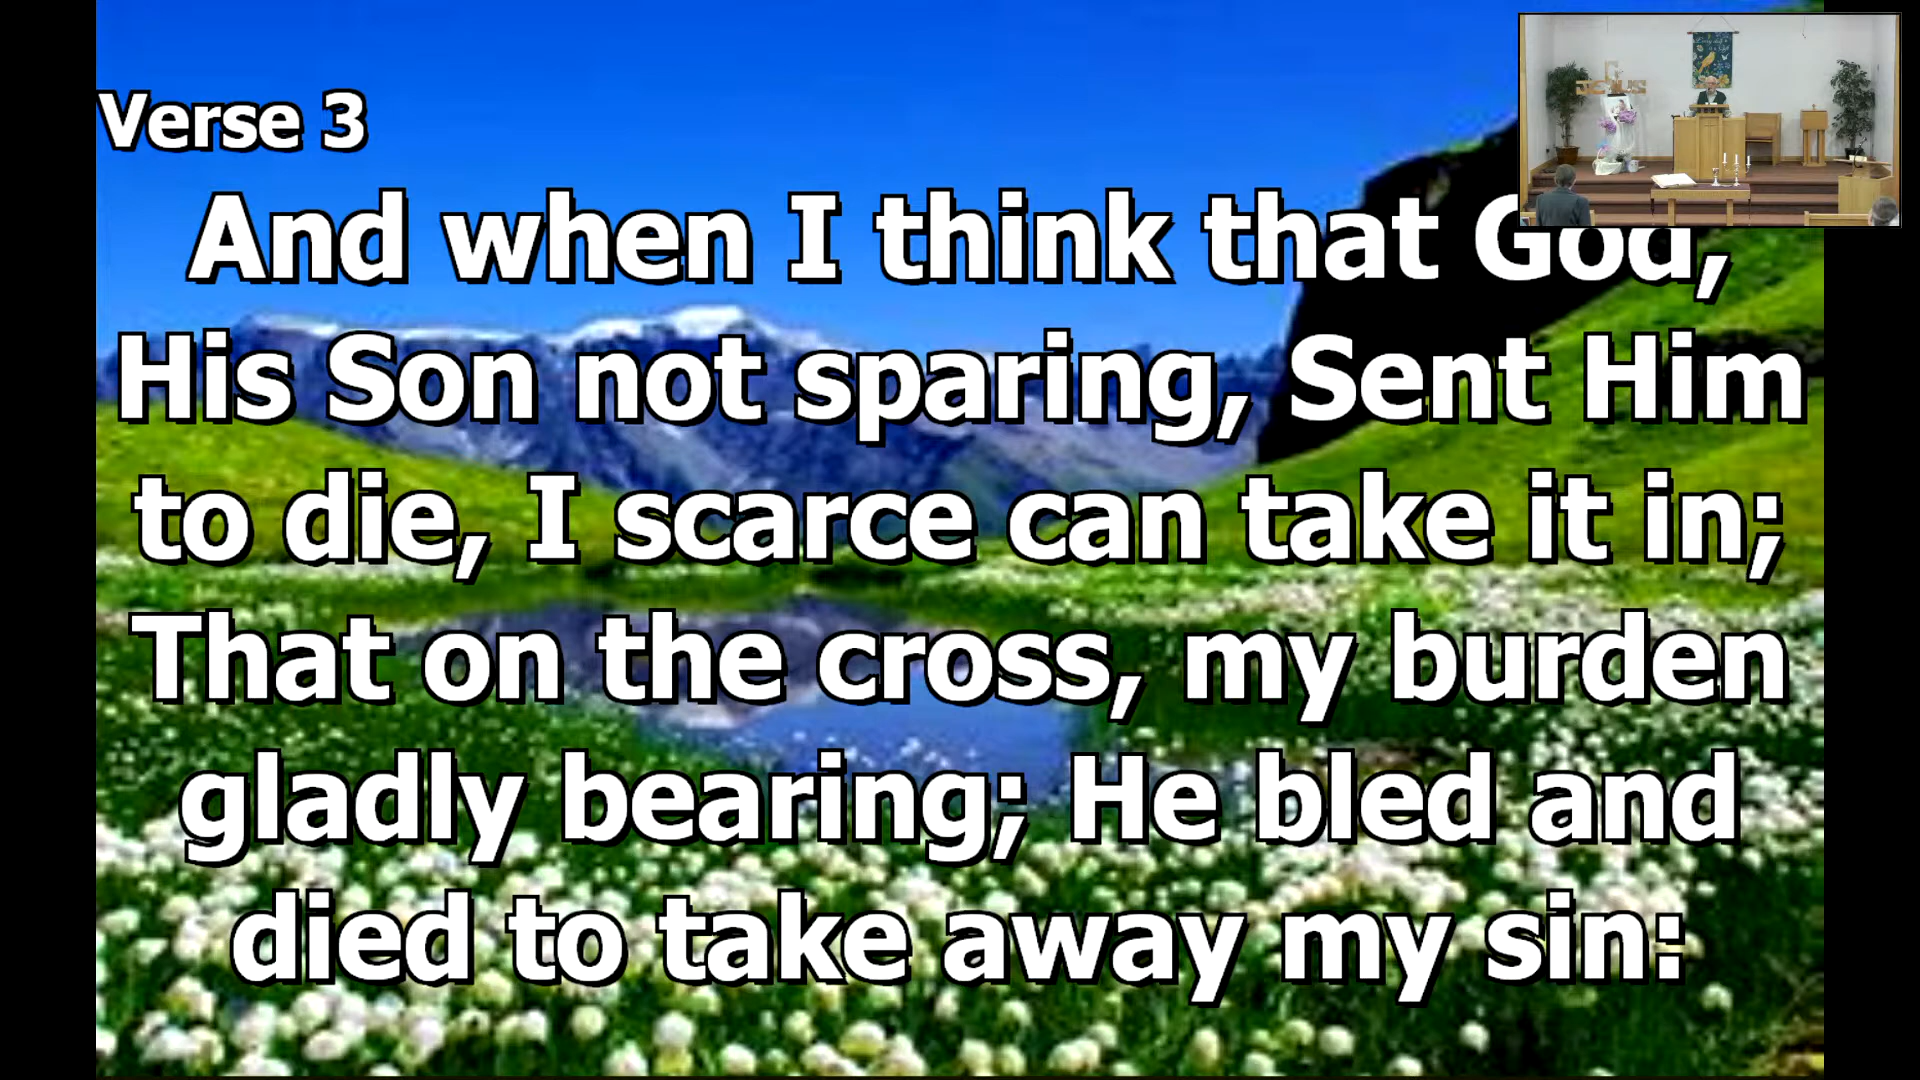 Verse 3
And when I think that God,
His Son not sparing, Sent Him
to die, I scarce can take it in;
That on the cross, my burden
gladly bearing; He bled and
died to take away my sin:
JESUS